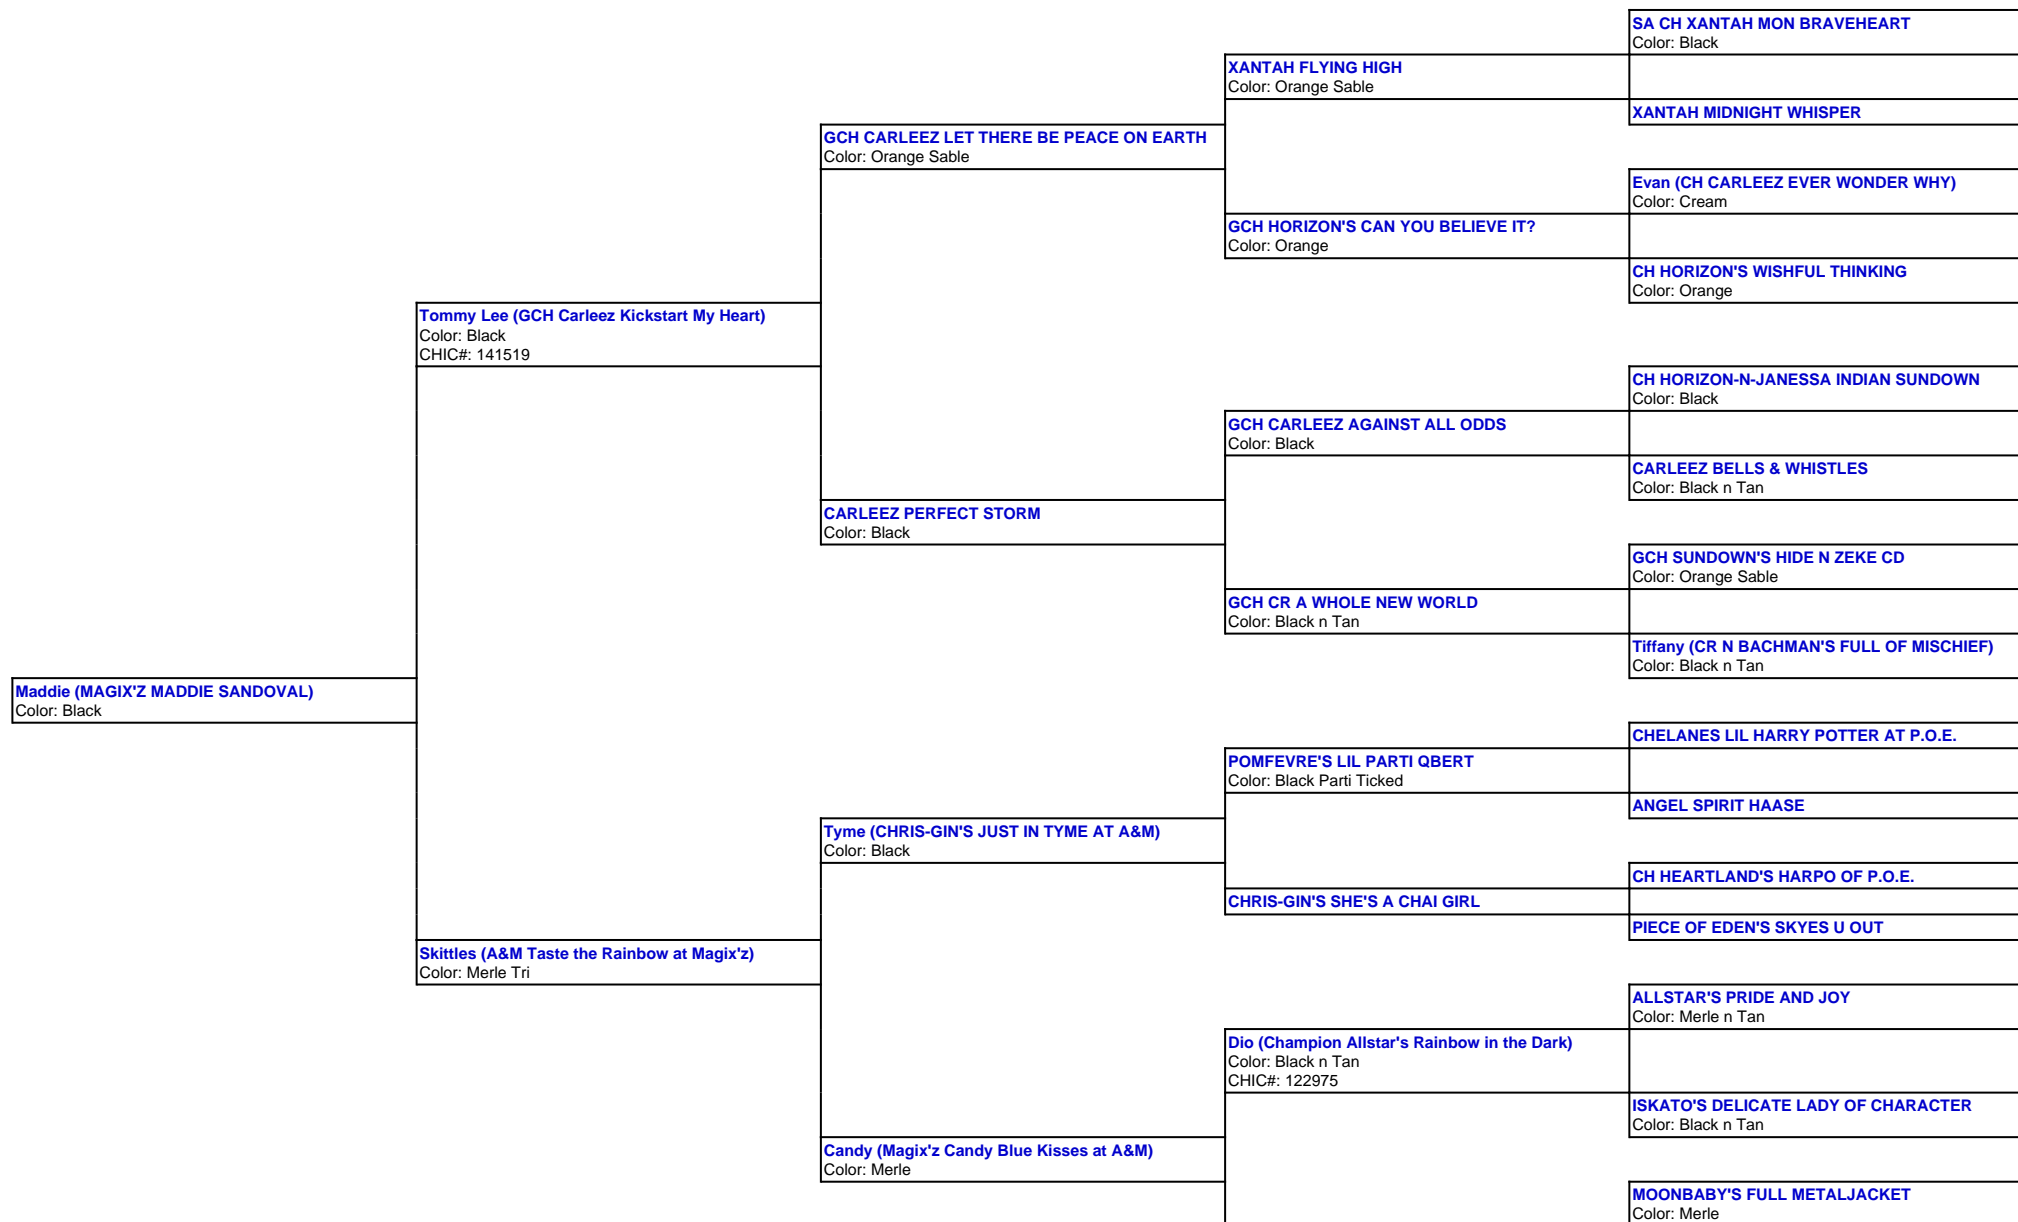 SA CH XANTAH MON BRAVEHEART
Color: Black
XANTAH FLYING HIGH
Color: Orange Sable
XANTAH MIDNIGHT WHISPER
GCH CARLEEZ LET THERE BE PEACE ON EARTH
Color: Orange Sable
Evan (CH CARLEEZ EVER WONDER WHY)
Color: Cream
GCH HORIZON'S CAN YOU BELIEVE IT?
Color: Orange
CH HORIZON'S WISHFUL THINKING
Color: Orange
Tommy Lee (GCH Carleez Kickstart My Heart)
Color: Black
CHIC#: 141519
CH HORIZON-N-JANESSA INDIAN SUNDOWN
Color: Black
GCH CARLEEZ AGAINST ALL ODDS
Color: Black
CARLEEZ BELLS & WHISTLES
Color: Black n Tan
CARLEEZ PERFECT STORM
Color: Black
GCH SUNDOWN'S HIDE N ZEKE CD
Color: Orange Sable
GCH CR A WHOLE NEW WORLD
Color: Black n Tan
Tiffany (CR N BACHMAN'S FULL OF MISCHIEF)
Color: Black n Tan
Maddie (MAGIX'Z MADDIE SANDOVAL)
Color: Black
CHELANES LIL HARRY POTTER AT P.O.E.
POMFEVRE'S LIL PARTI QBERT
Color: Black Parti Ticked
ANGEL SPIRIT HAASE
Tyme (CHRIS-GIN'S JUST IN TYME AT A&M)
Color: Black
CH HEARTLAND'S HARPO OF P.O.E.
CHRIS-GIN'S SHE'S A CHAI GIRL
PIECE OF EDEN'S SKYES U OUT
Skittles (A&M Taste the Rainbow at Magix'z)
Color: Merle Tri
ALLSTAR'S PRIDE AND JOY
Color: Merle n Tan
Dio (Champion Allstar's Rainbow in the Dark)
Color: Black n Tan
CHIC#: 122975
ISKATO'S DELICATE LADY OF CHARACTER
Color: Black n Tan
Candy (Magix'z Candy Blue Kisses at A&M)
Color: Merle
MOONBABY'S FULL METALJACKET
Color: Merle